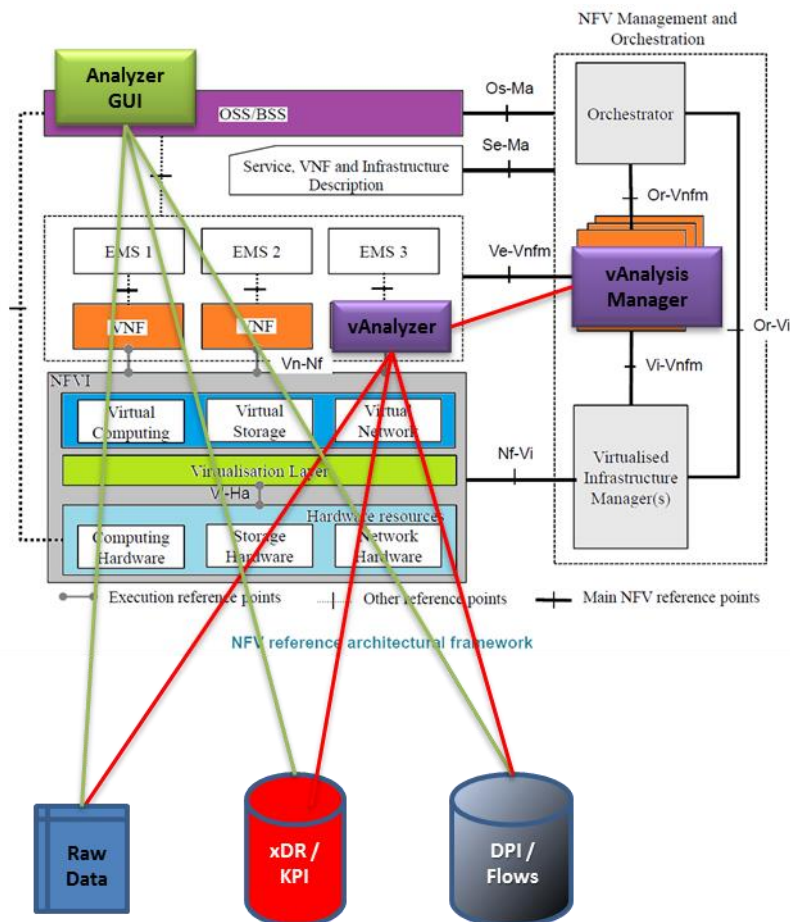 NFV Management and
Orchestration
Analyzer
GUI
OSS/BSS
Os-Ma
Orchestrator
Se-Ma
Service, VNF and Infrastructure
Description
Or-Vnfm
EMS 1
EMS 2
EMS 3
Ve-Vnfm
vAnalysis
Manager
VNF
VNF
vAnalyzer
Or-Vi
Vn-Nf
NFVI
Vi-Vnfm
Virtual
Computing
Virtual
Storage
Virtual
Network
Nf-Vi
Virtualised
Infrastructure
Manager(s)
Virtualisation Layer
Vl-Ha
Hardware resources
Computing
Hardware
Storage
Hardware
Network
Hardware
Execution reference points
Other reference points
Main NFV reference points
NFV reference architectural framework
Raw
Data
xDR /
KPI
DPI /
Flows